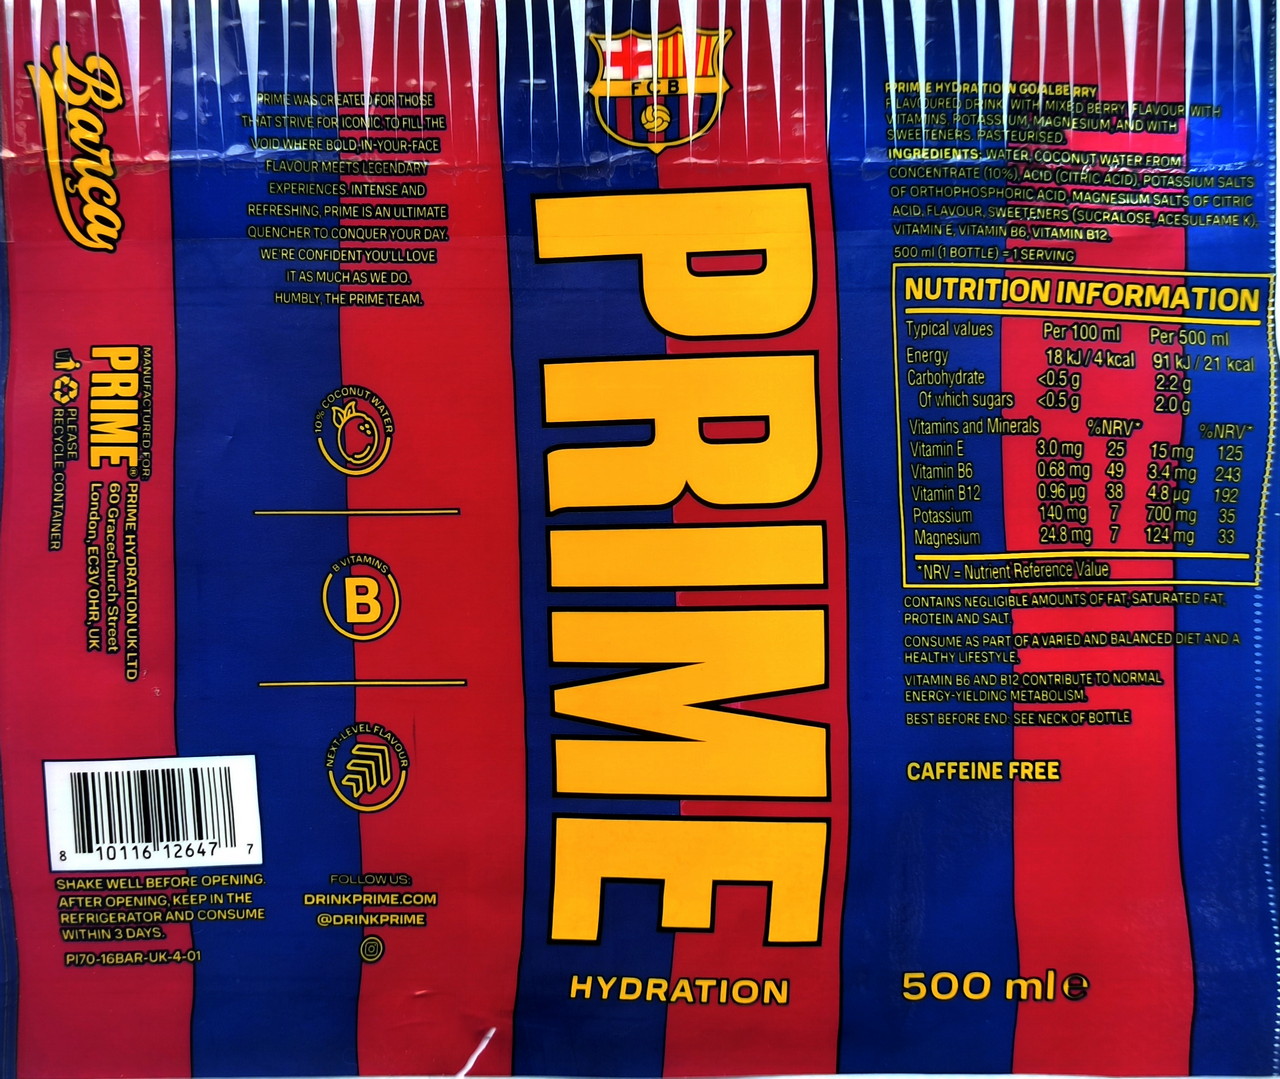 Barça
MANUFACTURED FOR:
PRIME®
PRIME HYDRATION UK LTD
60 Gracechurch Street
London, EC3V 0HR, UK
PLEASE
RECYCLE CONTAINER
8 10116 12647 7
SHAKE WELL BEFORE OPENING.
AFTER OPENING, KEEP IN THE
REFRIGERATOR AND CONSUME
WITHIN 3 DAYS.
PI70-16BAR-UK-4-01
PRIME WAS CREATED FOR THOSE
THAT STRIVE FOR ICONIC. TO FILL THE
VOID WHERE BOLD, IN-YOUR-FACE
FLAVOUR MEETS LEGENDARY
EXPERIENCES. INTENSE AND
REFRESHING, PRIME IS AN ULTIMATE
QUENCHER TO CONQUER YOUR DAY.
WE'RE CONFIDENT YOU'LL LOVE
IT AS MUCH AS WE DO.
HUMBLY, THE PRIME TEAM.
10% COCONUT WATER
B VITAMINS
B
NEXT-LEVEL FLAVOUR
FOLLOW US:
DRINKPRIME.COM
@DRINKPRIME
FCB
PRIME
HYDRATION
PRIME HYDRATION GOALBERRY
FLAVOURED DRINK WITH MIXED BERRY FLAVOUR WITH
VITAMINS, POTASSIUM, MAGNESIUM, AND WITH
SWEETENERS. PASTEURISED.
INGREDIENTS: WATER, COCONUT WATER FROM
CONCENTRATE (10%), ACID (CITRIC ACID), POTASSIUM SALTS
OF ORTHOPHOSPHORIC ACID, MAGNESIUM SALTS OF CITRIC
ACID, FLAVOUR, SWEETENERS (SUCRALOSE, ACESULFAME K),
VITAMIN E, VITAMIN B6, VITAMIN B12.
500 ml (1 BOTTLE) = 1 SERVING
NUTRITION INFORMATION
Typical values Per 100 ml Per 500 ml
Energy 18 kJ / 4 kcal 91 kJ / 21 kcal
Carbohydrate <0.5 g 2.2 g
Of which sugars <0.5 g 2.0 g
Vitamins and Minerals %NRV* %NRV*
Vitamin E 3.0 mg 25 15 mg 125
Vitamin B6 0.68 mg 49 3.4 mg 243
Vitamin B12 0.96 µg 38 4.8 µg 192
Potassium 140 mg 7 700 mg 35
Magnesium 24.8 mg 7 124 mg 33
*NRV = Nutrient Reference Value
CONTAINS NEGLIGIBLE AMOUNTS OF FAT, SATURATED FAT,
PROTEIN AND SALT.
CONSUME AS PART OF A VARIED AND BALANCED DIET AND A
HEALTHY LIFESTYLE.
VITAMIN B6 AND B12 CONTRIBUTE TO NORMAL
ENERGY-YIELDING METABOLISM.
BEST BEFORE END: SEE NECK OF BOTTLE
CAFFEINE FREE
500 ml e